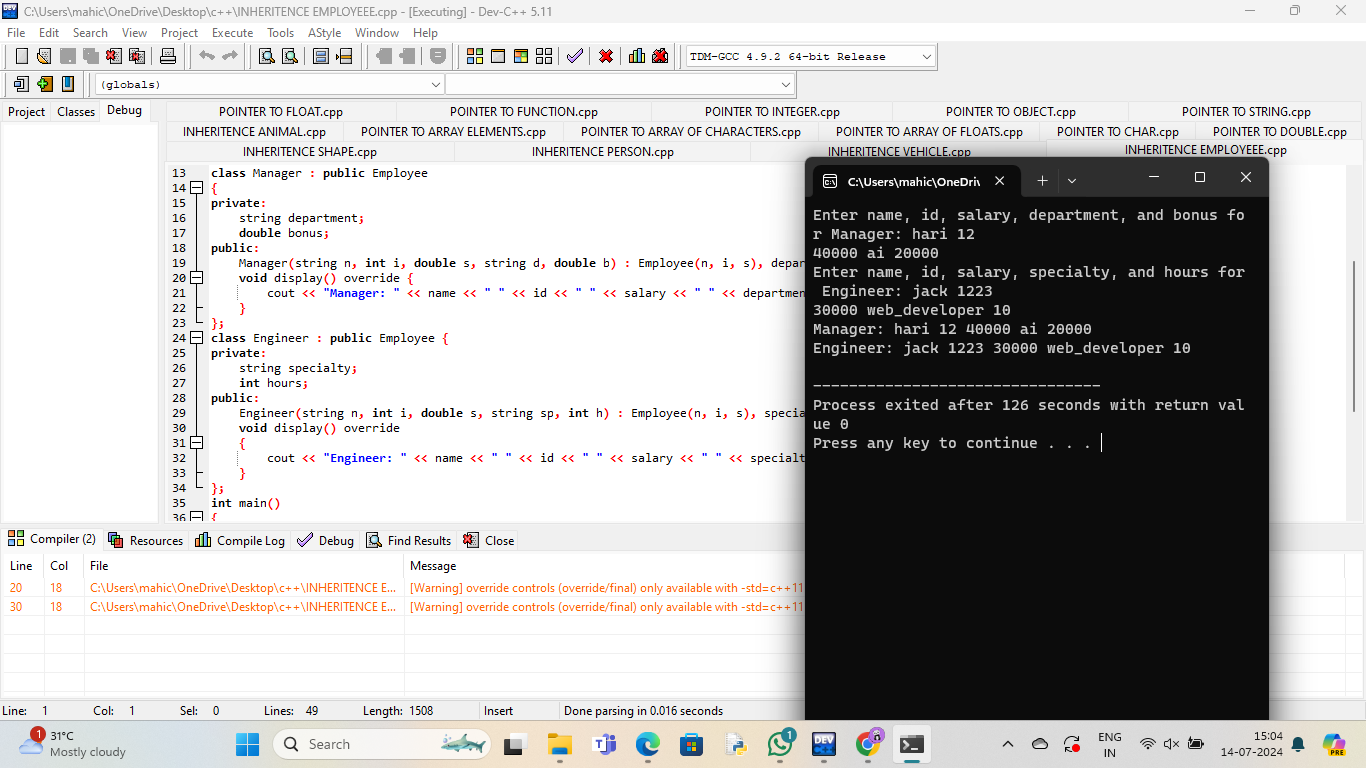 C:\Users\mahic\OneDrive\Desktop\c++\INHERITENCE EMPLOYEEE.cpp - [Executing] - Dev-C++ 5.11
File Edit Search View Project Execute Tools AStyle Window Help
TDM-GCC 4.9.2 64-bit Release
(globals)
Project Classes Debug
POINTER TO FLOAT.cpp POINTER TO FUNCTION.cpp POINTER TO INTEGER.cpp POINTER TO OBJECT.cpp POINTER TO STRING.cpp
INHERITENCE ANIMAL.cpp POINTER TO ARRAY ELEMENTS.cpp POINTER TO ARRAY OF CHARACTERS.cpp POINTER TO ARRAY OF FLOATS.cpp POINTER TO CHAR.cpp POINTER TO DOUBLE.cpp
INHERITENCE SHAPE.cpp INHERITENCE PERSON.cpp INHERITENCE VEHICLE.cpp INHERITENCE EMPLOYEEE.cpp
13 class Manager : public Employee
14 {
15 private:
16 string department;
17 double bonus;
18 public:
19 Manager(string n, int i, double s, string d, double b) : Employee(n, i, s), depar
20 void display() override {
21 cout << "Manager: " << name << " " << id << " " << salary << " " << departmen
22 }
23 };
24 class Engineer : public Employee {
25 private:
26 string specialty;
27 int hours;
28 public:
29 Engineer(string n, int i, double s, string sp, int h) : Employee(n, i, s), specia
30 void display() override
31 {
32 cout << "Engineer: " << name << " " << id << " " << salary << " " << specialt
33 }
34 };
35 int main()
36 {
C:\Users\mahic\OneDri
Enter name, id, salary, department, and bonus fo
r Manager: hari 12
40000 ai 20000
Enter name, id, salary, specialty, and hours for
Engineer: jack 1223
30000 web_developer 10
Manager: hari 12 40000 ai 20000
Engineer: jack 1223 30000 web_developer 10
--------------------------------
Process exited after 126 seconds with return val
ue 0
Press any key to continue . . .
Compiler (2) Resources Compile Log Debug Find Results Close
Line Col File Message
20 18 C:\Users\mahic\OneDrive\Desktop\c++\INHERITENCE E... [Warning] override controls (override/final) only available with -std=c++11
30 18 C:\Users\mahic\OneDrive\Desktop\c++\INHERITENCE E... [Warning] override controls (override/final) only available with -std=c++11
Line: 1 Col: 1 Sel: 0 Lines: 49 Length: 1508 Insert Done parsing in 0.016 seconds
1 31°C
Mostly cloudy
Search
1
DEV
ENG
IN
15:04
14-07-2024
PRE